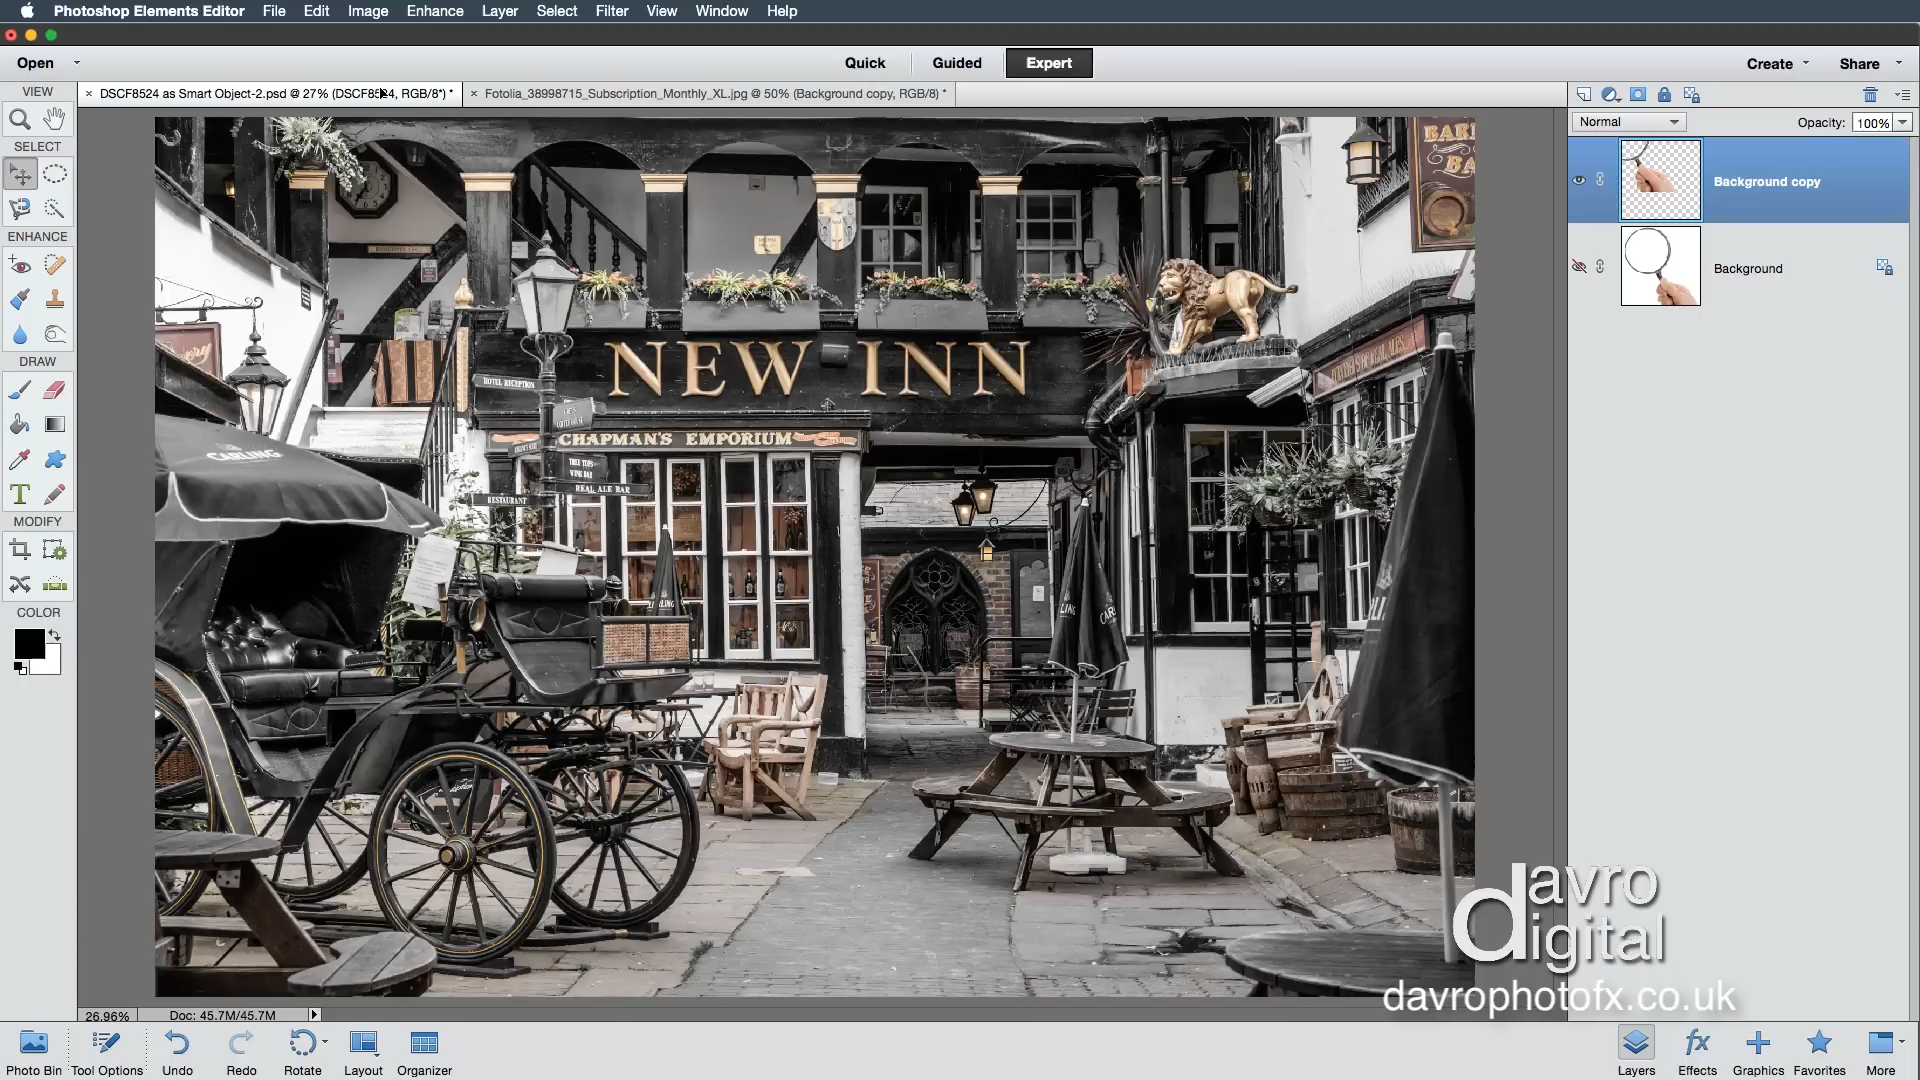 Photoshop Elements Editor File Edit Image Enhance Layer Select Filter View Window Help
Open Quick Guided Expert Create Share
VIEW
DSCF8524 as Smart Object-2.psd @ 27% (DSCF8524, RGB/8*) *
Fotolia_38998715_Subscription_Monthly_XL.jpg @ 50% (Background copy, RGB/8) *
Normal Opacity: 100%
SELECT
Background copy
ENHANCE
Background
DRAW
MODIFY
COLOR
NEW INN
HOTEL RECEPTION
CHAPMAN'S EMPORIUM
TREE TOPS
WINE BAR
REAL ALE BAR
RESTAURANT
CARLING
26.96% Doc: 45.7M/45.7M
davro
digital
davrophotofx.co.uk
Photo Bin Tool Options Undo Redo Rotate Layout Organizer
Layers Effects Graphics Favorites More